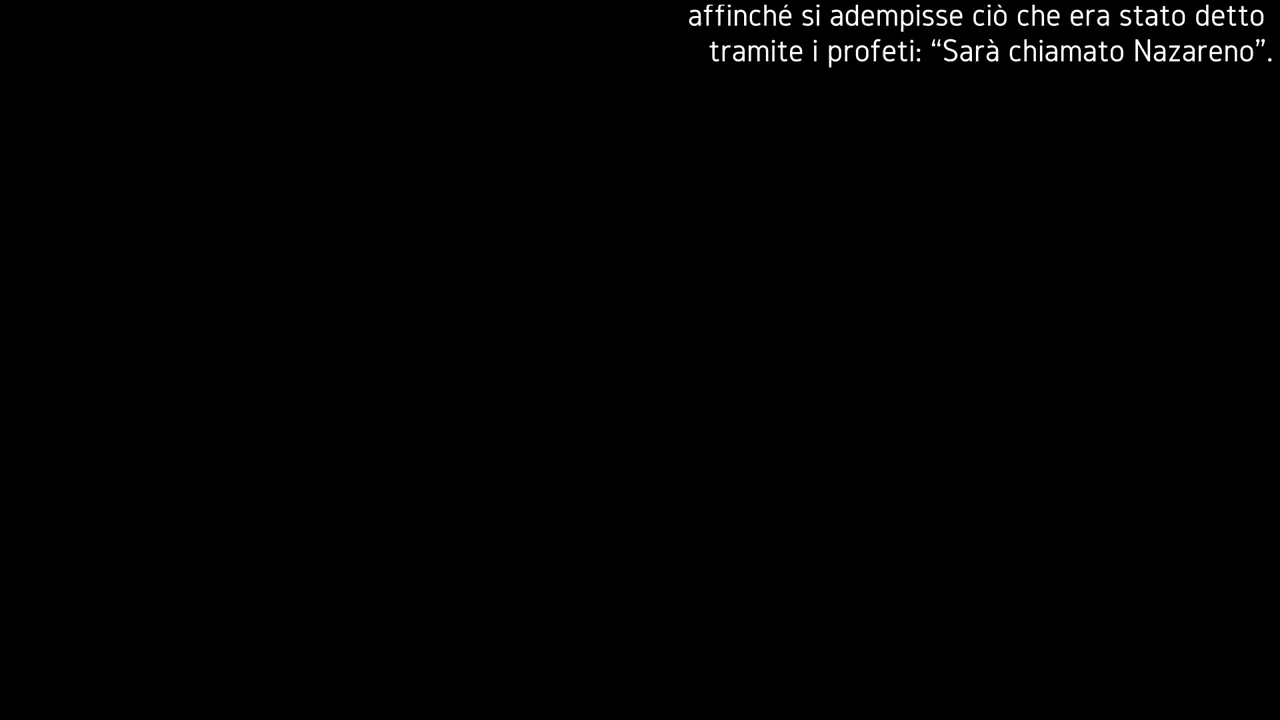 affinché si adempisse ciò che era stato detto
tramite i profeti: “Sarà chiamato Nazareno”.